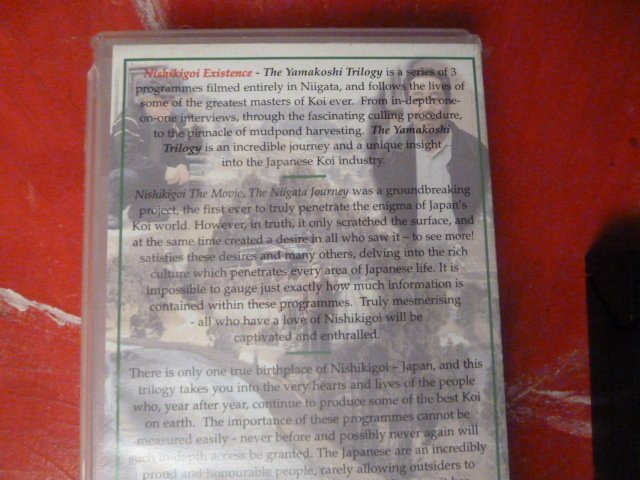 Nishikigoi Existence - The Yamakoshi Trilogy is a series of 3
programmes filmed entirely in Niigata, and follows the lives of
some of the greatest masters of Koi ever. From in-depth one-
on-one interviews, through the fascinating culling procedure,
to the pinnacle of mudpond harvesting. The Yamakoshi
Trilogy is an incredible journey and a unique insight
into the Japanese Koi industry.
Nishikigoi The Movie, The Niigata Journey was a groundbreaking
project, the first ever to truly penetrate the enigma of Japan's
Koi world. However, in truth, it only scratched the surface, and
at the same time created a desire in all who saw it – to see more!
satisfies these desires and many others, delving into the rich
culture which penetrates every area of Japanese life. It is
impossible to gauge just exactly how much information is
contained within these programmes. Truly mesmerising
- all who have a love of Nishikigoi will be
captivated and enthralled.
There is only one true birthplace of Nishikigoi – Japan, and this
trilogy takes you into the very hearts and lives of the people
who, year after year, continue to produce some of the best Koi
on earth. The importance of these programmes cannot be
measured easily - never before and possibly never again will
such in-depth access be granted. The Japanese are an incredibly
proud and honourable people, rarely allowing outsiders to